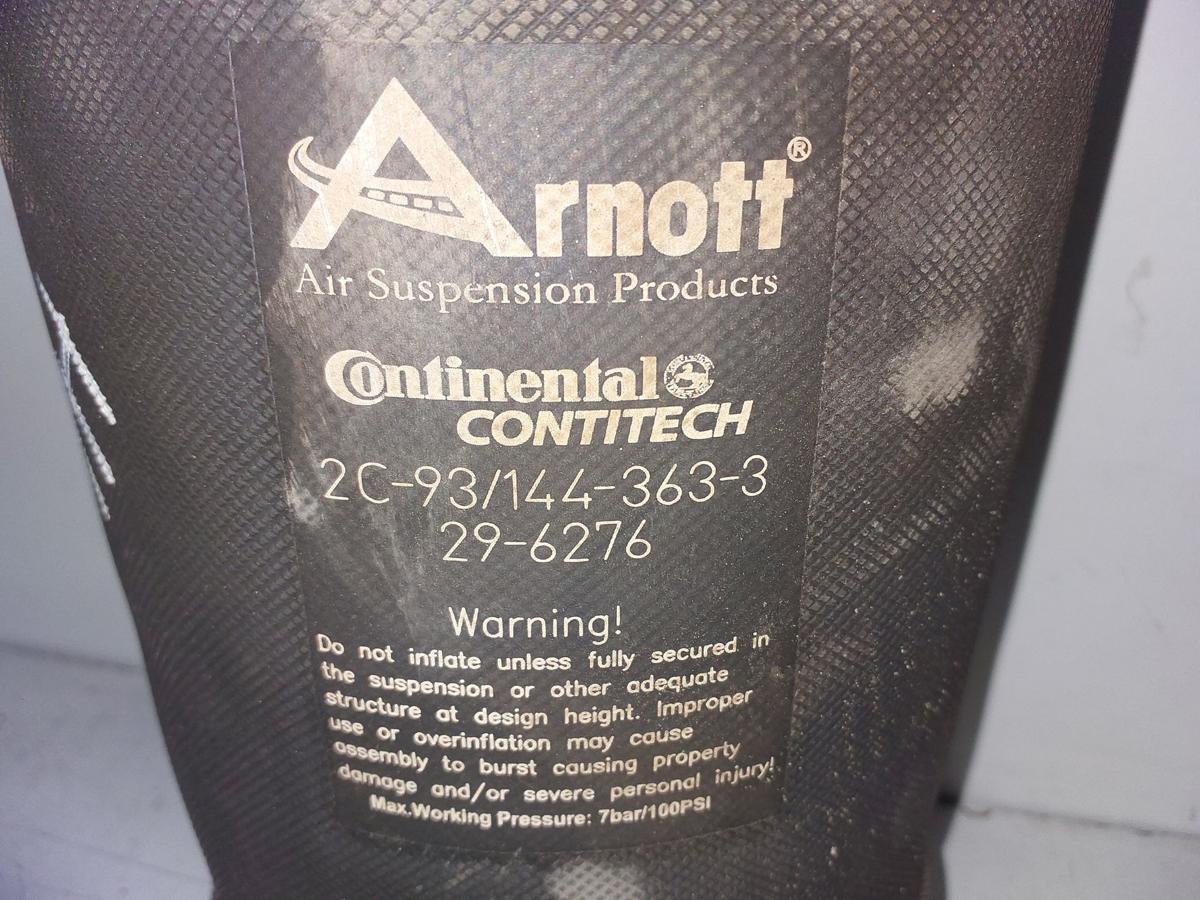 Arnott®
Air Suspension Products
Continental
CONTITECH
2C-93/144-363-3
29-6276
Warning!
Do not inflate unless fully secured in
the suspension or other adequate
structure at design height. Improper
use or overinflation may cause
assembly to burst causing property
damage and/or severe personal injury!
Max.Working Pressure: 7bar/100PSI